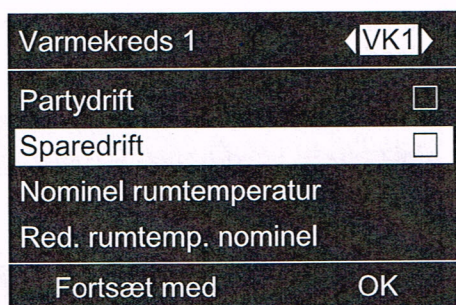 Varmekreds 1 VK1
Partydrift
Sparedrift
Nominel rumtemperatur
Red. rumtemp. nominel
Fortsæt med OK